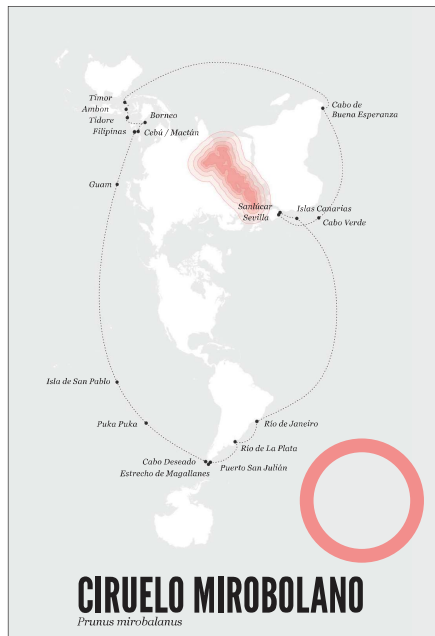 Timor
Ambon
Tidore
Borneo
Filipinas
Cebú / Mactán
Cabo de
Buena Esperanza
Guam
Sanlúcar
Sevilla
Islas Canarias
Cabo Verde
Isla de San Pablo
Puka Puka
Río de Janeiro
Río de La Plata
Cabo Deseado
Estrecho de Magallanes
Puerto San Julián
CIRUELO MIROBOLANO
Prunus mirobalanus